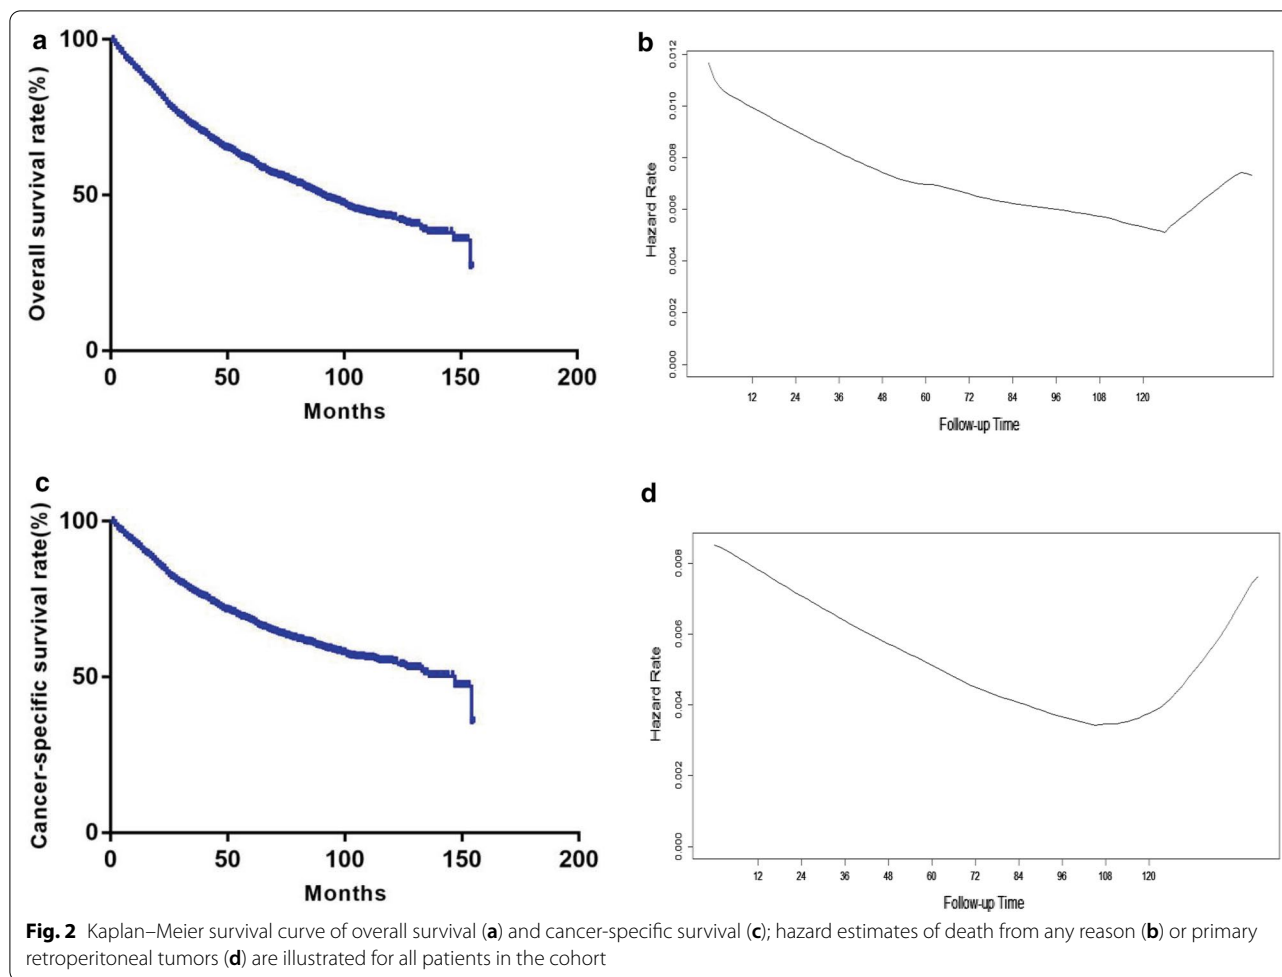 a
Overall survival rate(%)
100
50
0
0 50 100 150 200
Months
b
Hazard Rate
0.012
0.010
0.008
0.006
0.004
0.002
0.000
12 24 36 48 60 72 84 96 108 120
Follow-up Time
c
Cancer-specific survival rate(%)
100
50
0
0 50 100 150 200
Months
d
Hazard Rate
0.008
0.006
0.004
0.002
0.000
12 24 36 48 60 72 84 96 108 120
Follow-up Time
Fig. 2 Kaplan–Meier survival curve of overall survival (a) and cancer-specific survival (c); hazard estimates of death from any reason (b) or primary
retroperitoneal tumors (d) are illustrated for all patients in the cohort